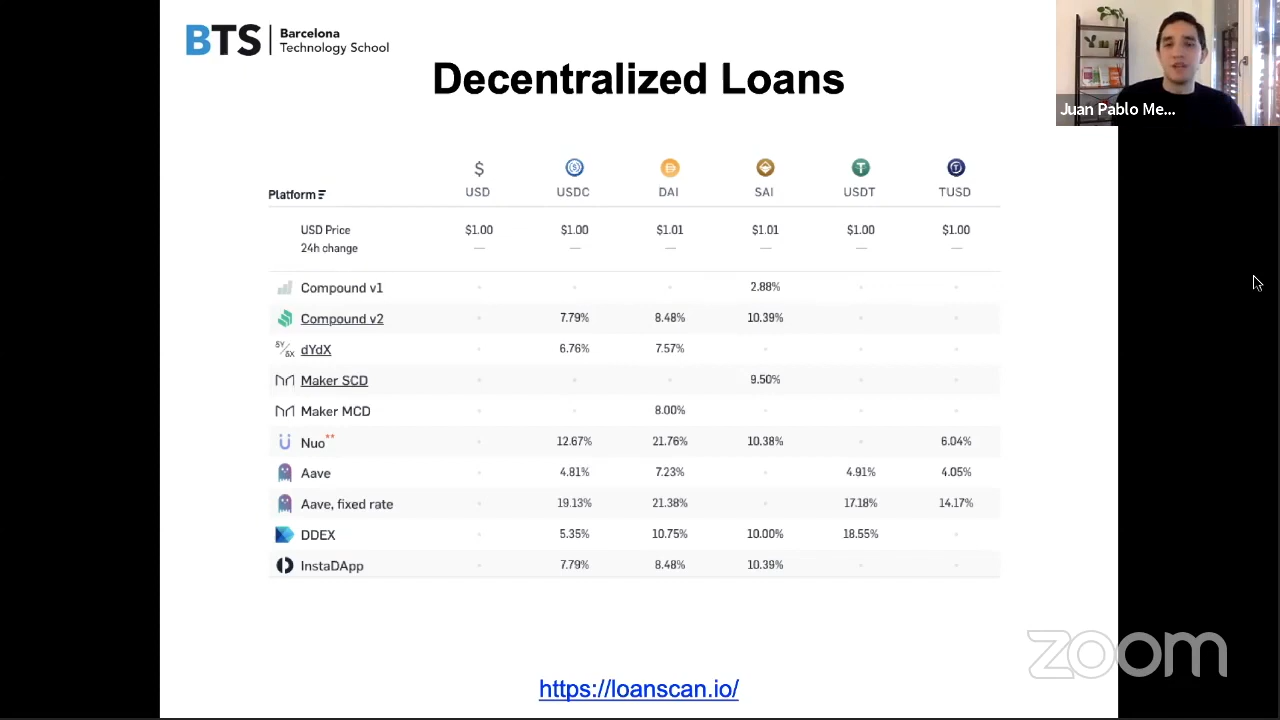 BTS
Barcelona
Technology School
Decentralized Loans
Juan Pablo Me...
$
USD USDC DAI SAI USDT TUSD
Platform
USD Price $1.00 $1.00 $1.01 $1.01 $1.00 $1.00
24h change — — — — — —
Compound v1 · · · 2.88% · ·
Compound v2 · 7.79% 8.48% 10.39% · ·
dYdX · 6.76% 7.57% · · ·
Maker SCD · · · 9.50% · ·
Maker MCD · · 8.00% · · ·
Nuo** · 12.67% 21.76% 10.38% · 6.04%
Aave · 4.81% 7.23% · 4.91% 4.05%
Aave, fixed rate · 19.13% 21.38% · 17.18% 14.17%
DDEX · 5.35% 10.75% 10.00% 18.55% ·
InstaDApp · 7.79% 8.48% 10.39% · ·
zoom
https://loanscan.io/